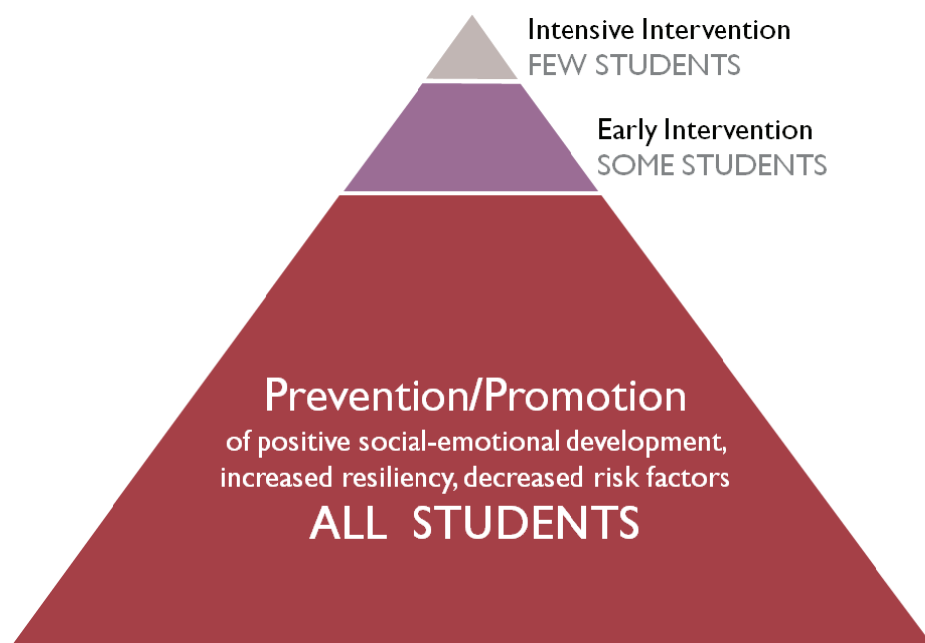 Intensive Intervention
FEW STUDENTS
Early Intervention
SOME STUDENTS
Prevention/Promotion
of positive social-emotional development,
increased resiliency, decreased risk factors
ALL STUDENTS